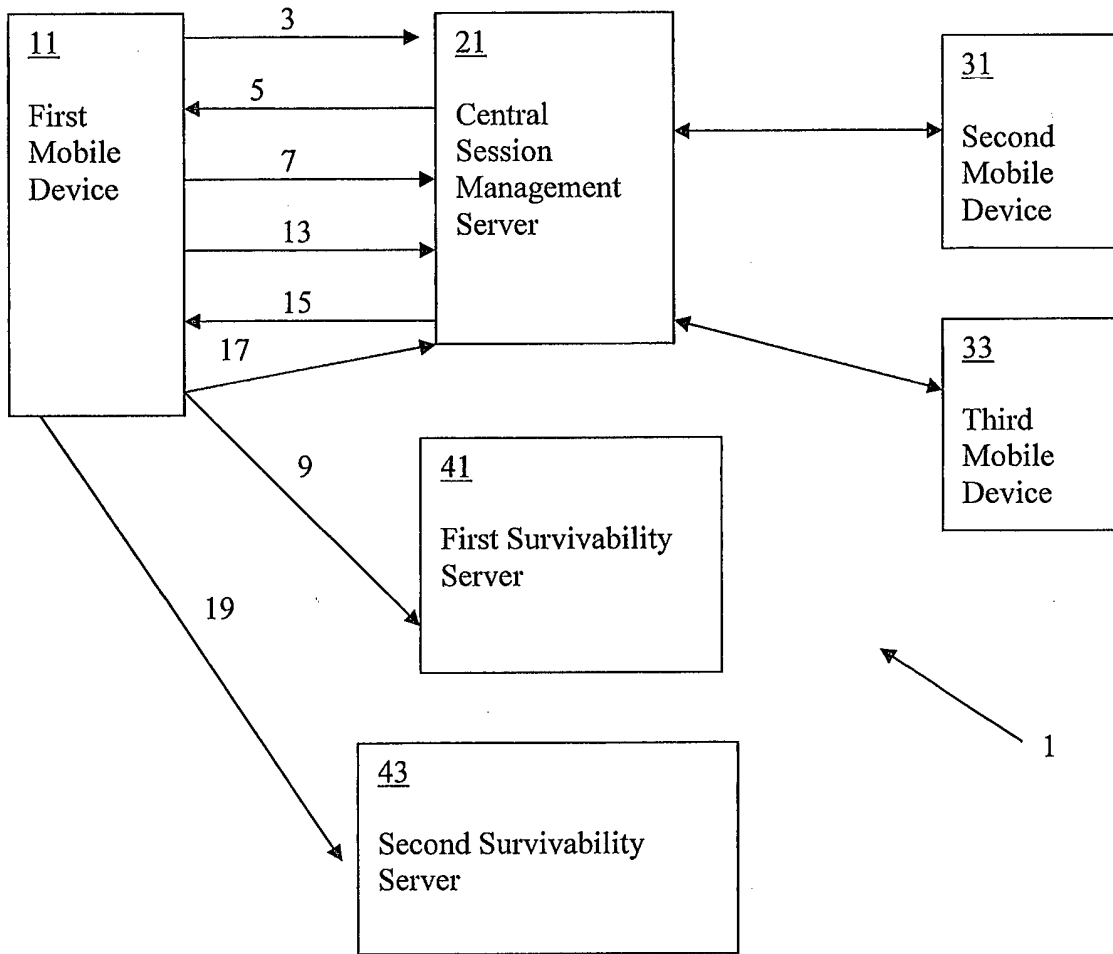 11
First
Mobile
Device
3
5
7
13
15
17
21
Central
Session
Management
Server
31
Second
Mobile
Device
33
Third
Mobile
Device
9
41
First Survivability
Server
19
1
43
Second Survivability
Server